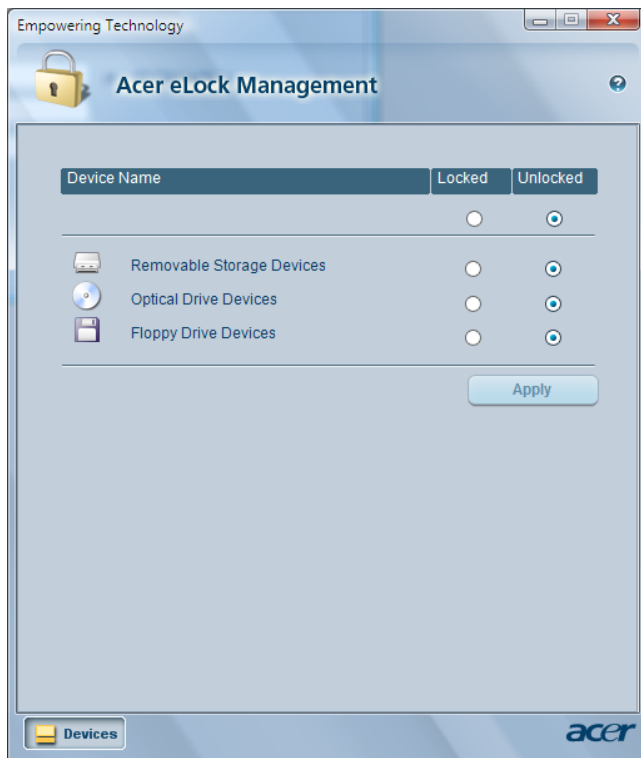 Empowering Technology
Acer eLock Management
Device Name Locked Unlocked
Removable Storage Devices
Optical Drive Devices
Floppy Drive Devices
Apply
Devices
acer